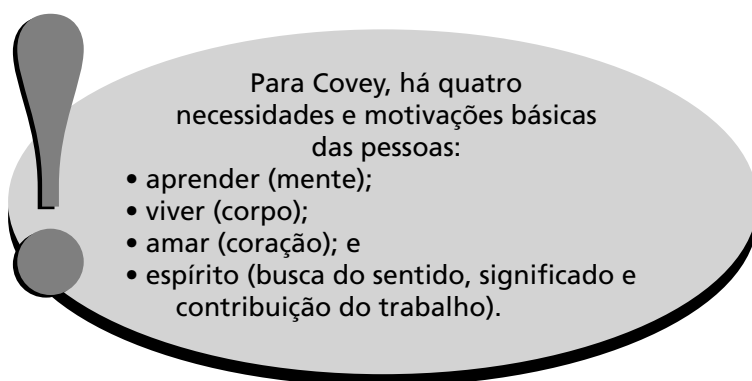 Para Covey, há quatro
necessidades e motivações básicas
das pessoas:
• aprender (mente);
• viver (corpo);
• amar (coração); e
• espírito (busca do sentido, significado e
contribuição do trabalho).